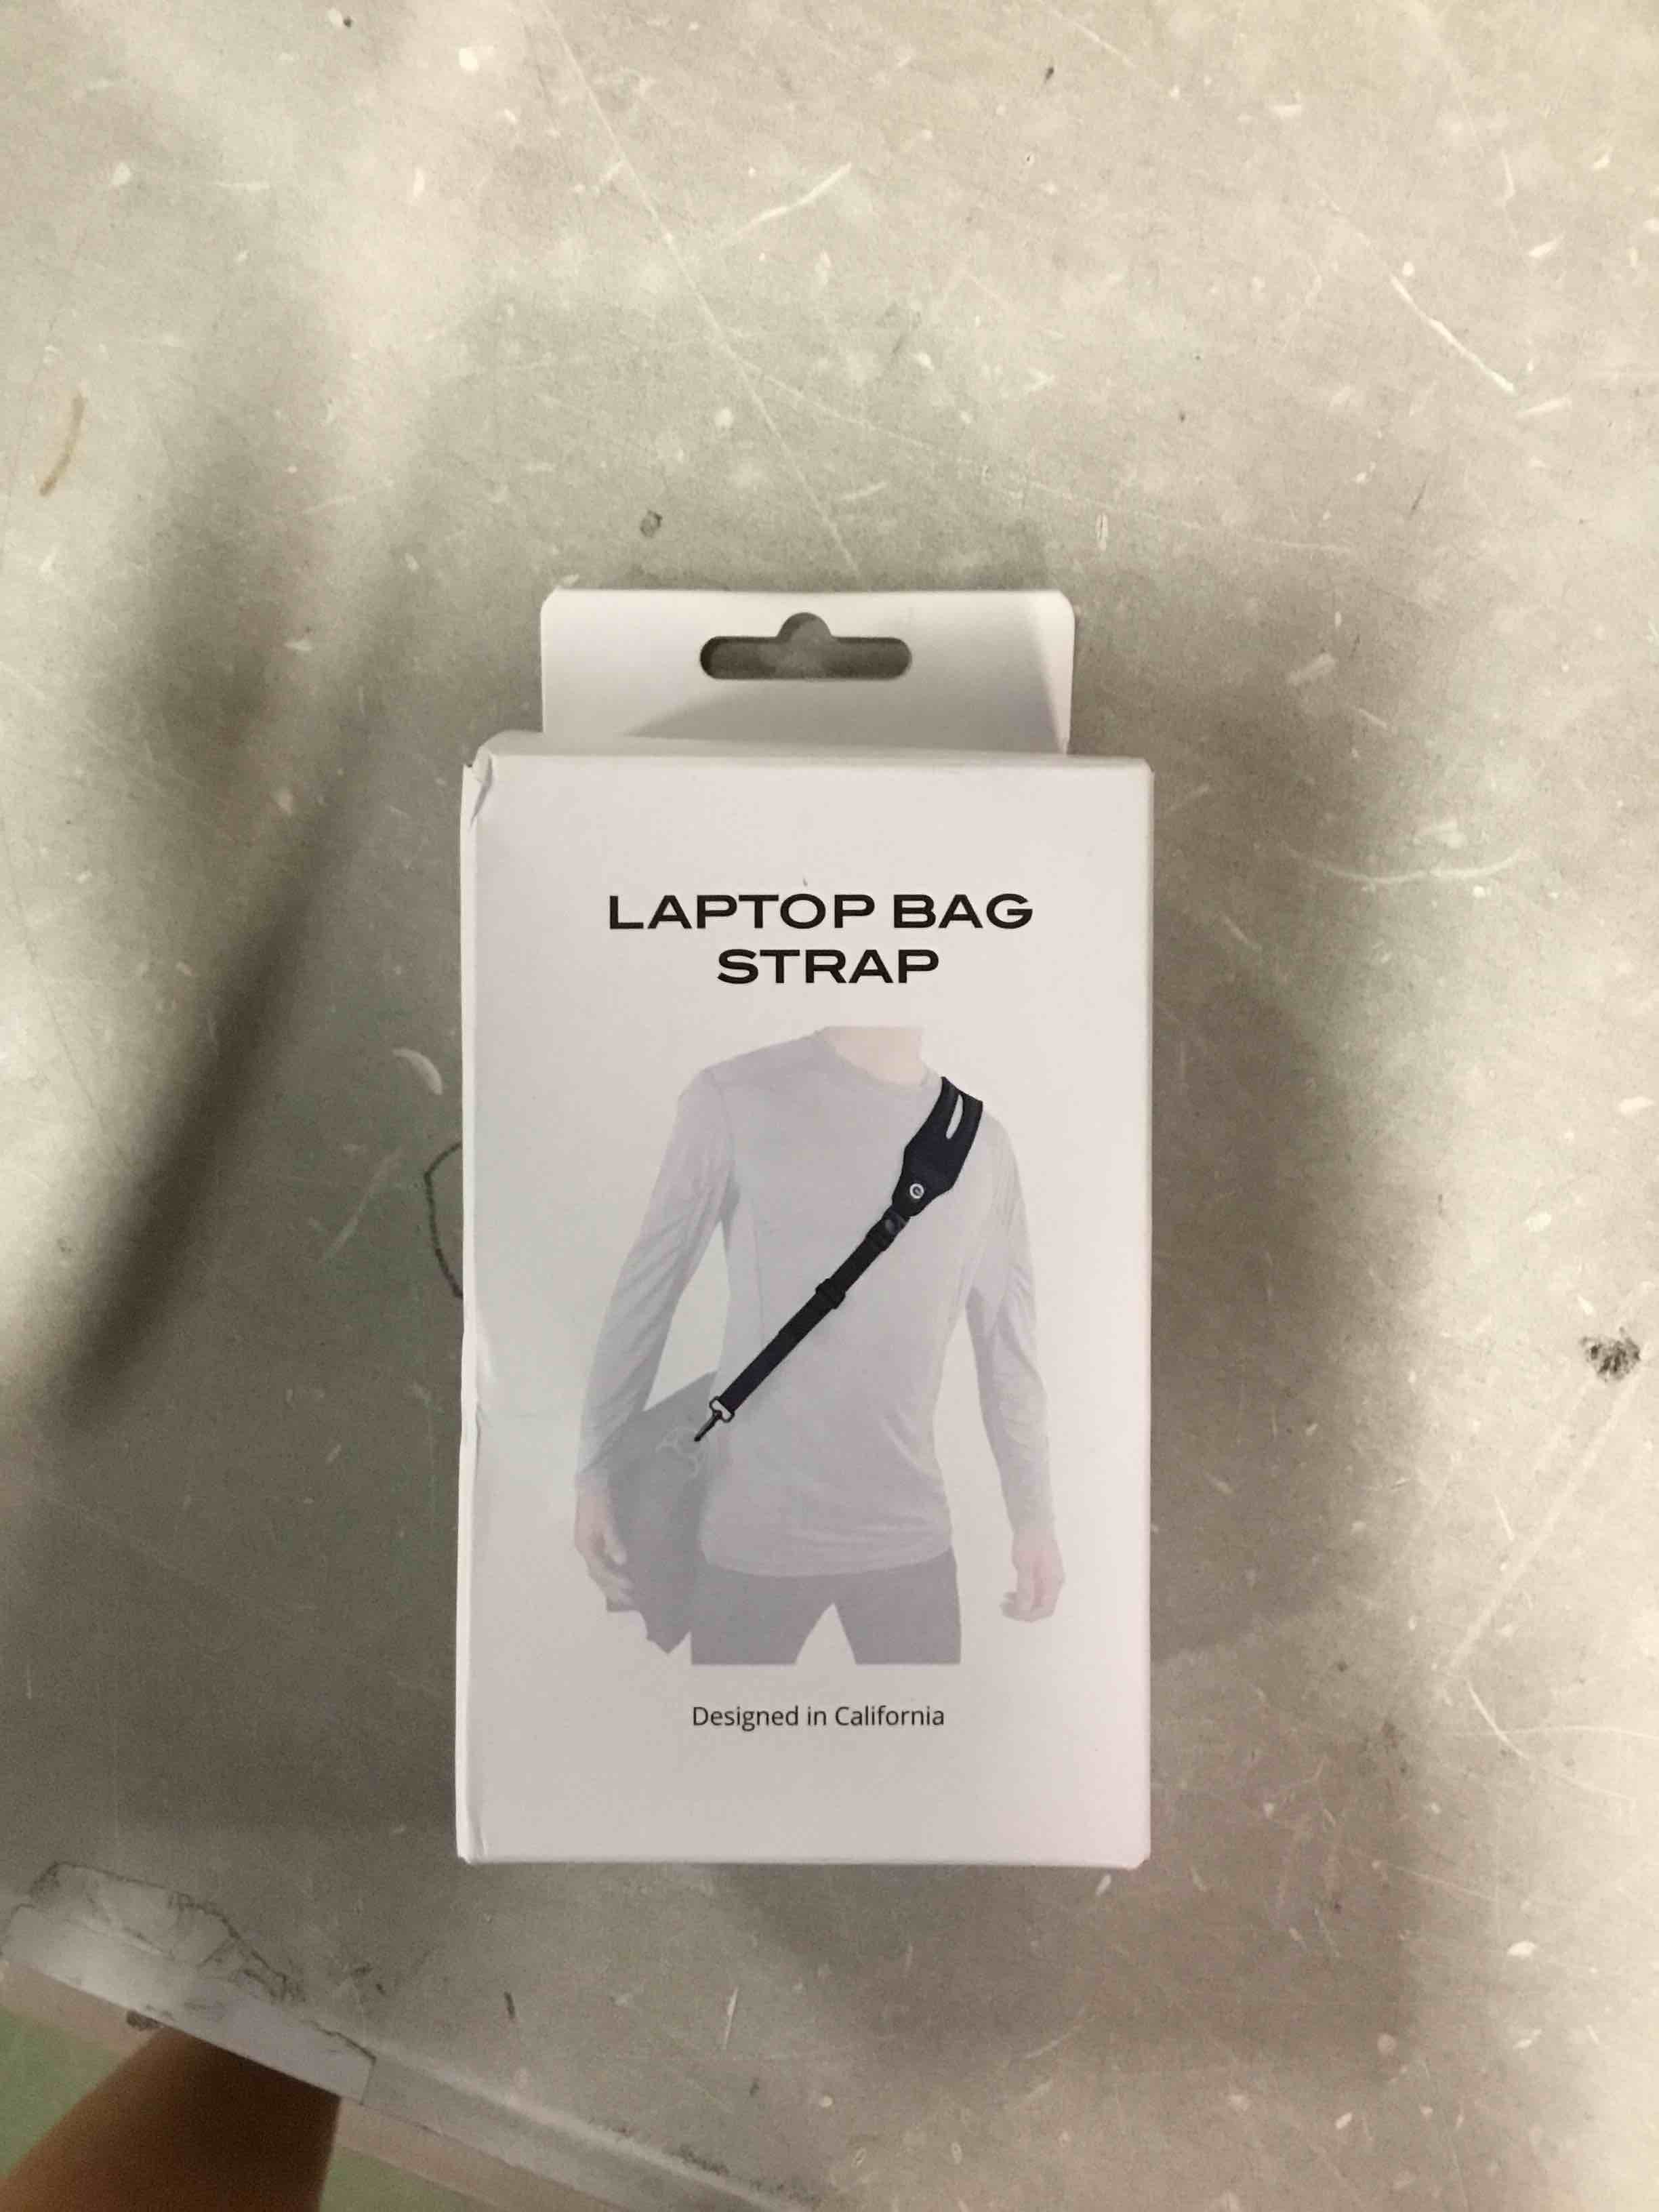 LAPTOP BAG
STRAP
Designed in California